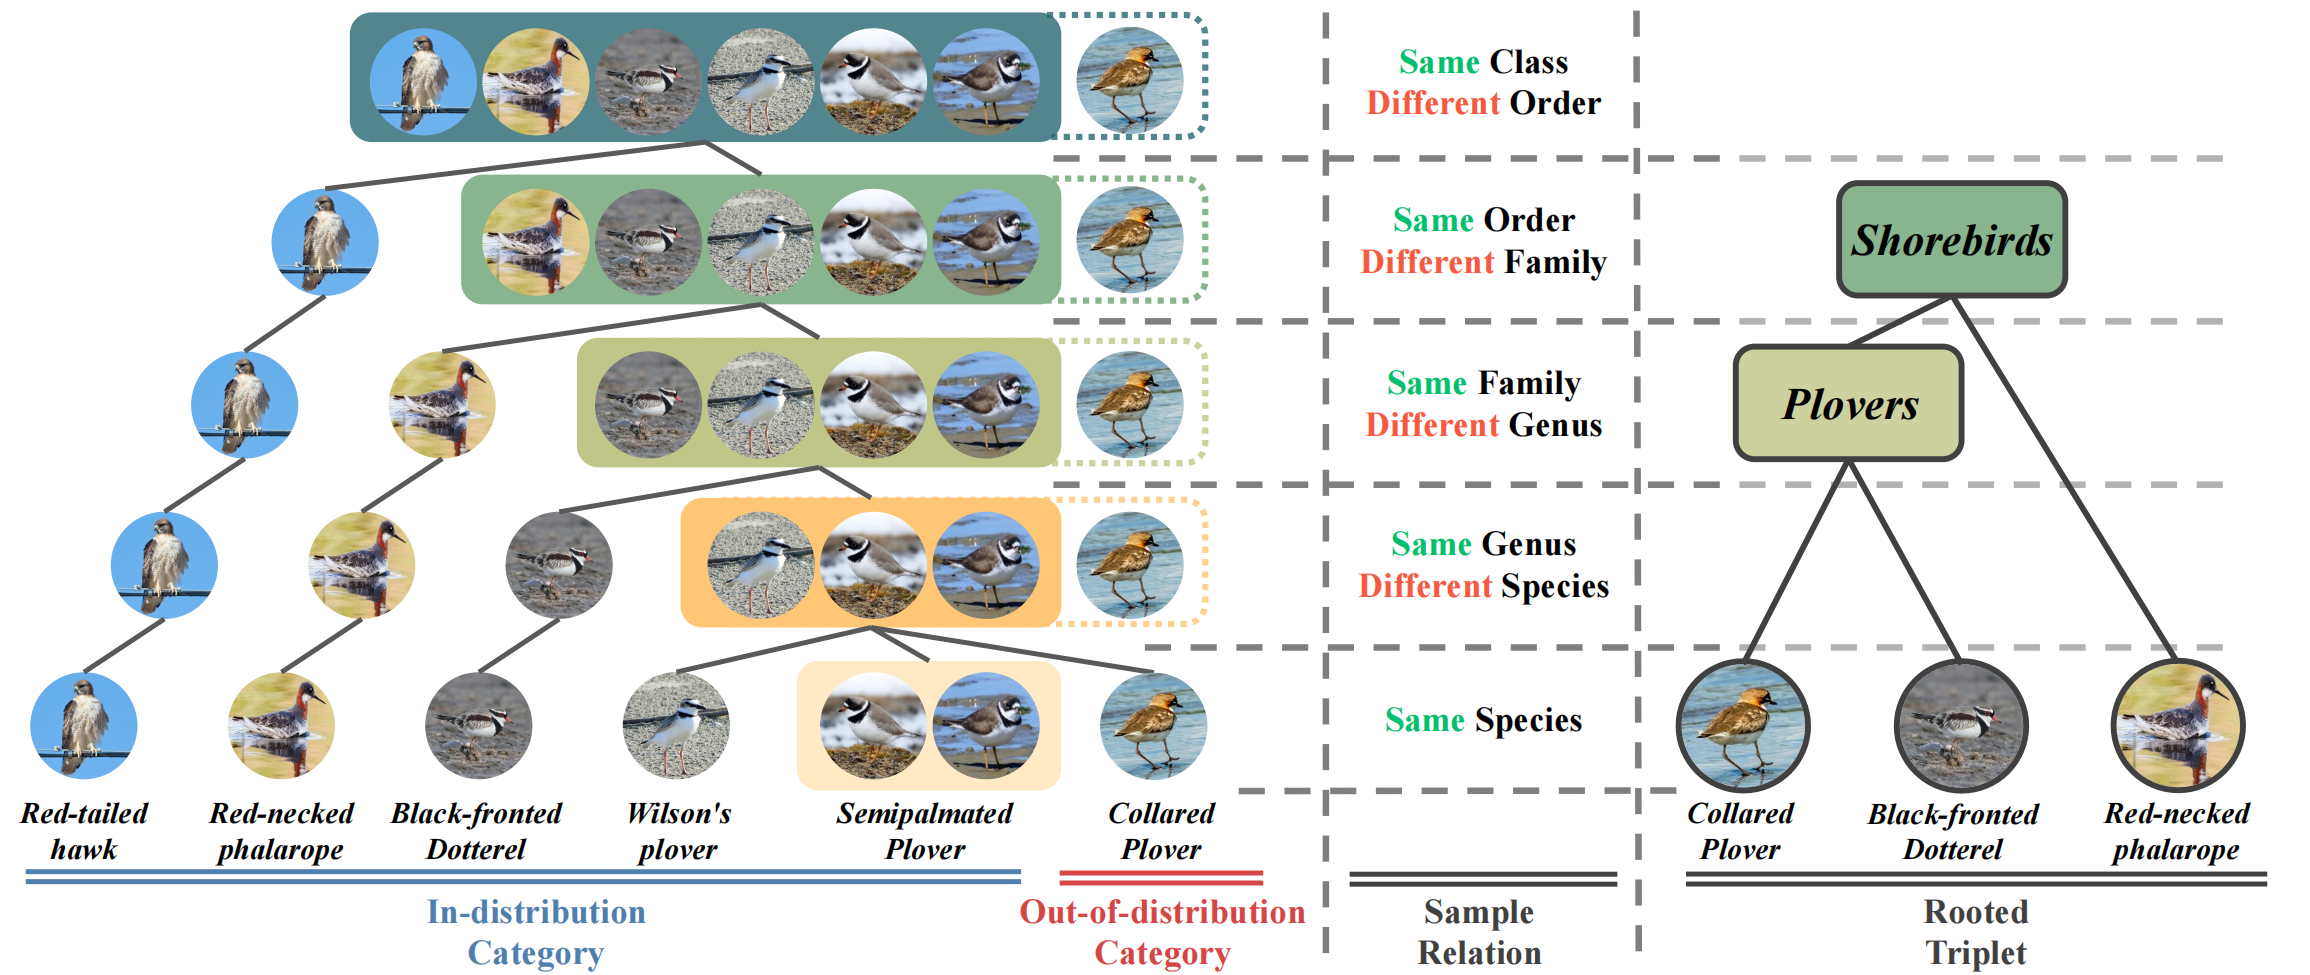 Same Class
Different Order
Same Order
Different Family
Shorebirds
Same Family
Different Genus
Plovers
Same Genus
Different Species
Same Species
Red-tailed
hawk
Red-necked
phalarope
Black-fronted
Dotterel
Wilson's
plover
Semipalmated
Plover
Collared
Plover
Collared
Plover
Black-fronted
Dotterel
Red-necked
phalarope
In-distribution
Category
Out-of-distribution
Category
Sample
Relation
Rooted
Triplet